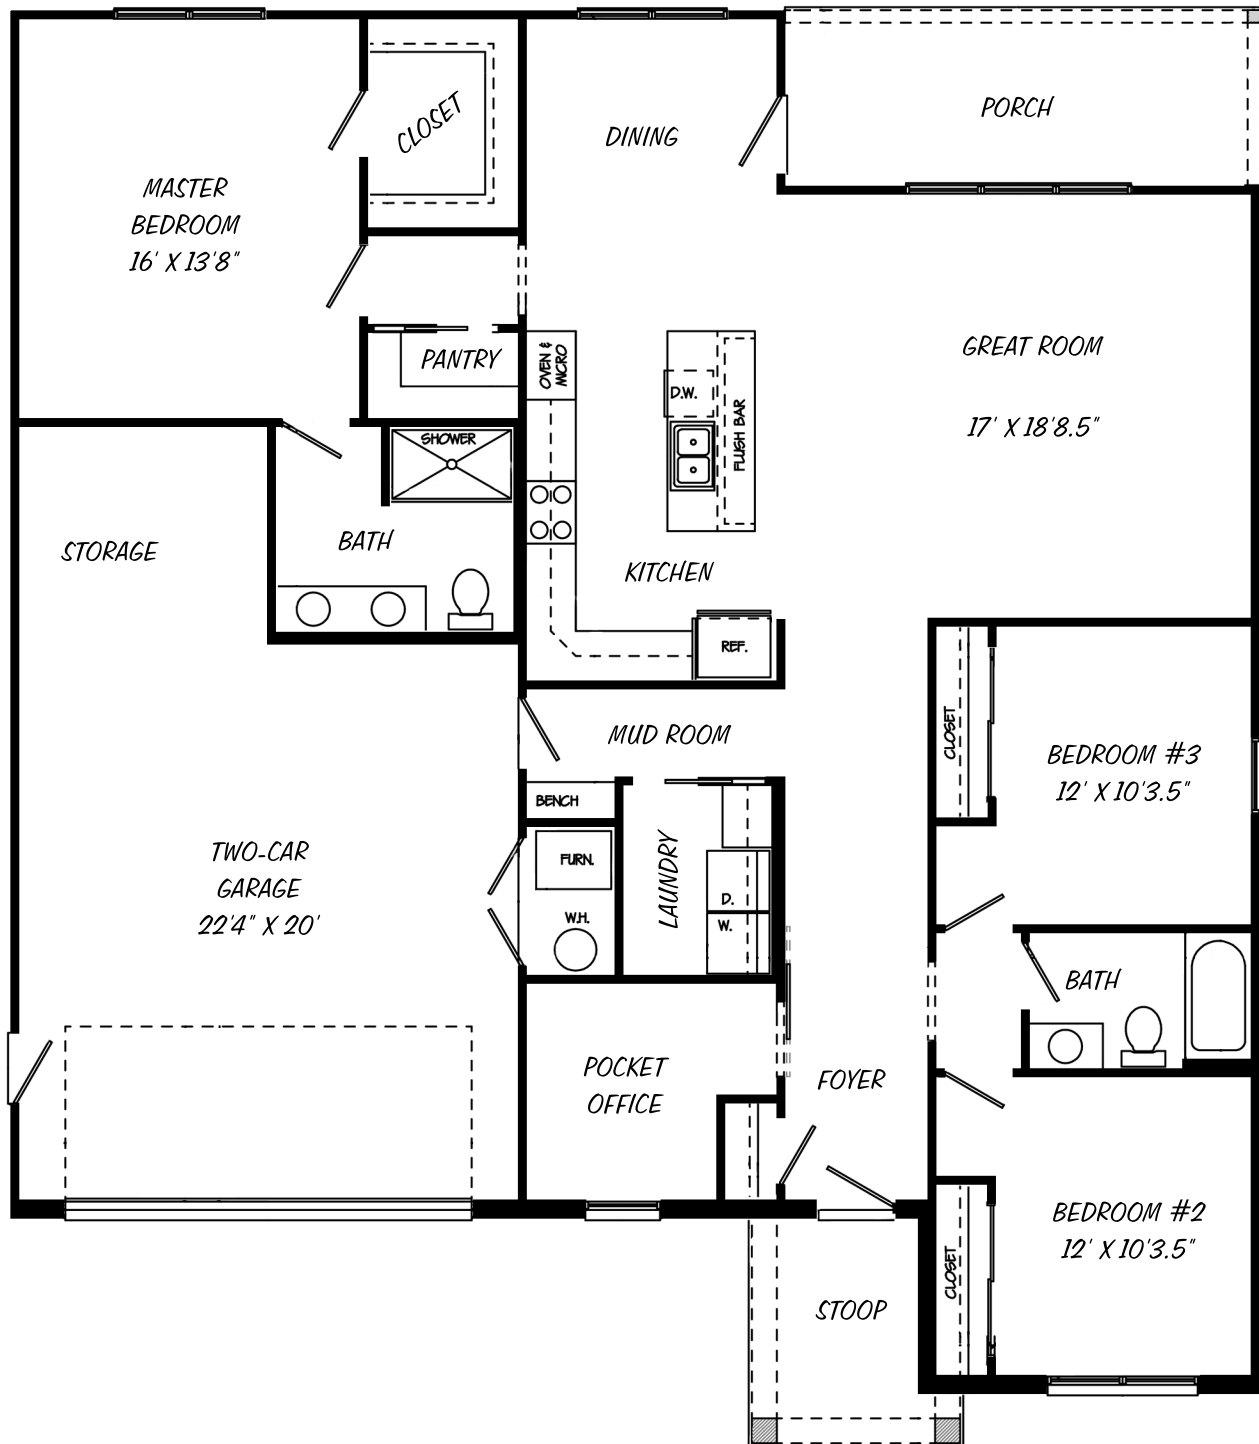 PORCH
DINING
CLOSET
MASTER
BEDROOM
16' X 13'8"
PANTRY
OVEN &
MICRO
GREAT ROOM
17' X 18'8.5"
D.W.
FLUSH BAR
SHOWER
BATH
STORAGE
KITCHEN
REF.
MUD ROOM
CLOSET
BEDROOM #3
12' X 10'3.5"
BENCH
TWO-CAR
GARAGE
22'4" X 20'
FURN.
W.H.
LAUNDRY
D.
W.
BATH
POCKET
OFFICE
FOYER
BEDROOM #2
12' X 10'3.5"
CLOSET
STOOP